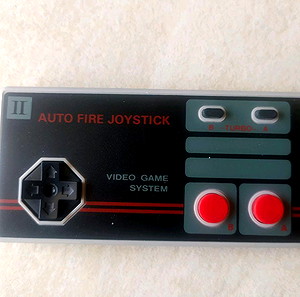 II
AUTO FIRE JOYSTICK
B TURBO A
VIDEO GAME
SYSTEM
B A